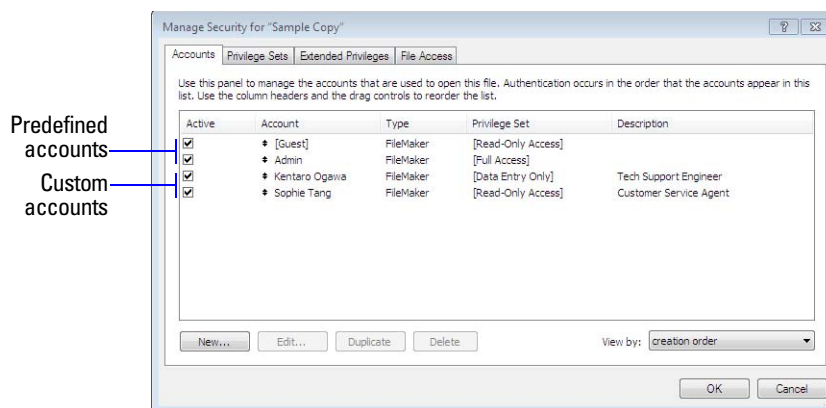 Manage Security for "Sample Copy"
Accounts Privilege Sets Extended Privileges File Access
Use this panel to manage the accounts that are used to open this file. Authentication occurs in the order that the accounts appear in this
list. Use the column headers and the drag controls to reorder the list.
Active Account Type Privilege Set Description
[Guest] FileMaker [Read-Only Access]
Admin FileMaker [Full Access]
Kentaro Ogawa FileMaker [Data Entry Only] Tech Support Engineer
Sophie Tang FileMaker [Read-Only Access] Customer Service Agent
Predefined
accounts
Custom
accounts
New... Edit... Duplicate Delete View by: creation order
OK Cancel